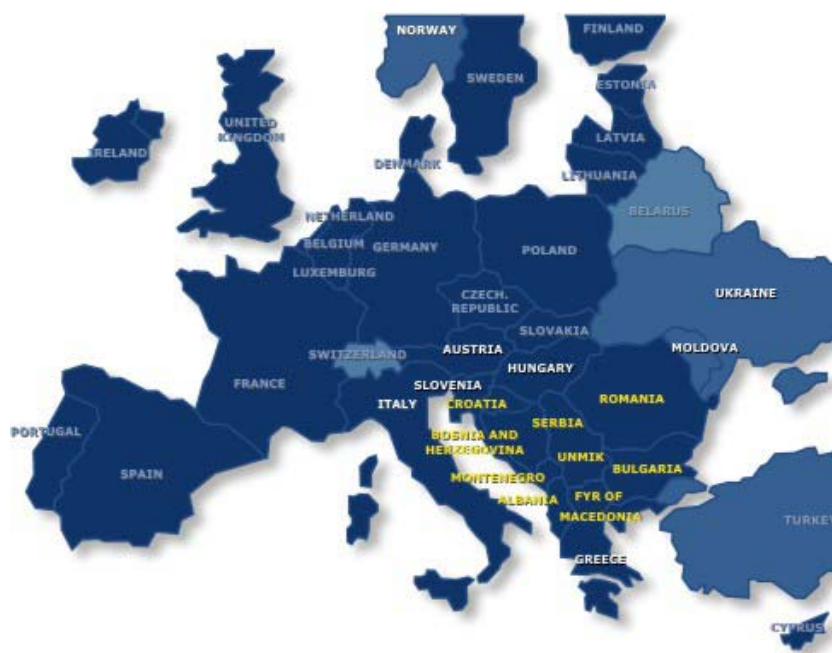 NORWAY
FINLAND
SWEDEN
ESTONIA
UNITED
KINGDOM
LATVIA
IRELAND
DENMARK
LITHUANIA
BELARUS
NETHERLAND
BELGIUM
GERMANY
POLAND
LUXEMBURG
CZECH.
REPUBLIC
UKRAINE
SLOVAKIA
SWITZERLAND
AUSTRIA
MOLDOVA
HUNGARY
FRANCE
SLOVENIA
ITALY
CROATIA
ROMANIA
SERBIA
PORTUGAL
BOSNIA AND
HERZEGOVINA
UNMIK
SPAIN
BULGARIA
MONTENEGRO
ALBANIA
FYR OF
MACEDONIA
TURKEY
GREECE
CYPRUS